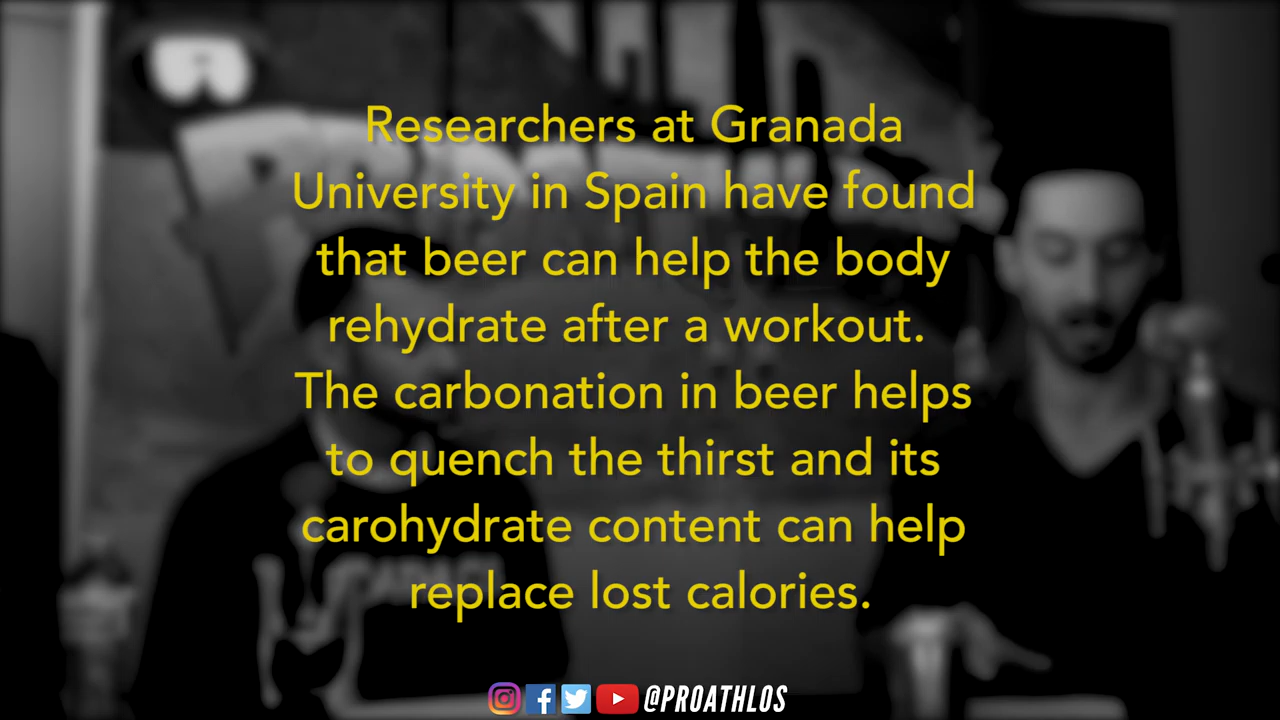 Researchers at Granada
University in Spain have found
that beer can help the body
rehydrate after a workout.
The carbonation in beer helps
to quench the thirst and its
carohydrate content can help
replace lost calories.
@PROATHLOS